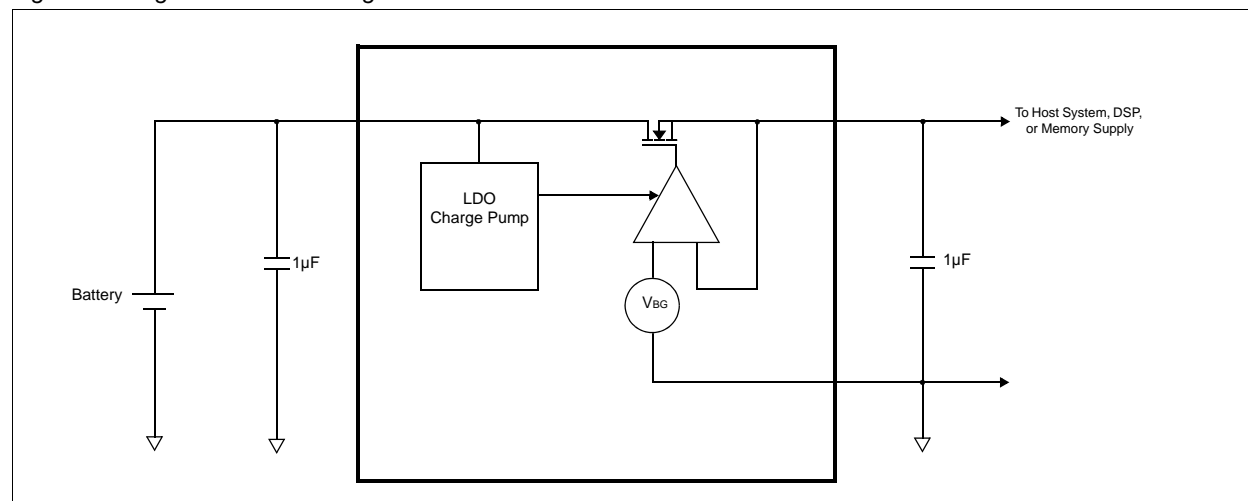 To Host System, DSP,
or Memory Supply
LDO
Charge Pump
1µF
1µF
Battery
VBG